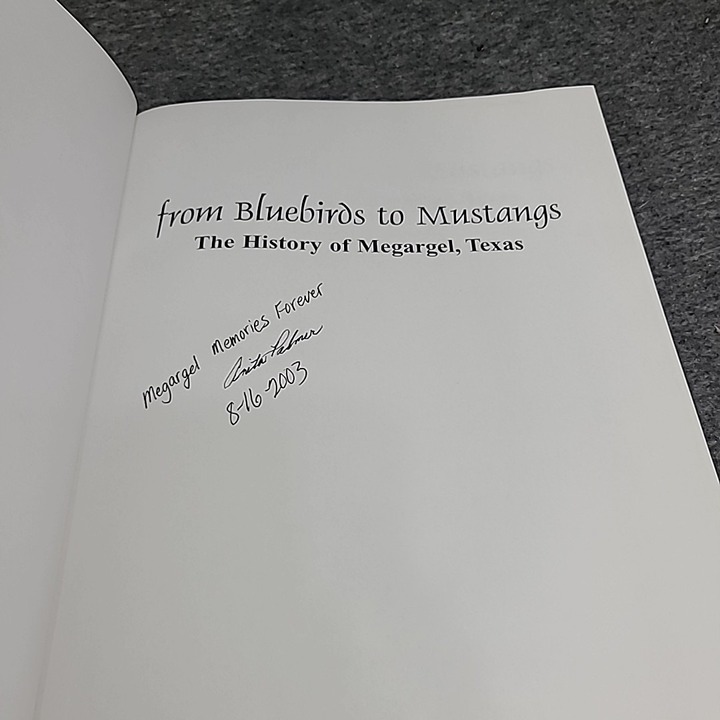 from Bluebirds to Mustangs
The History of Megargel, Texas
Megargel Memories Forever
Anita Palmer
8-16-2003